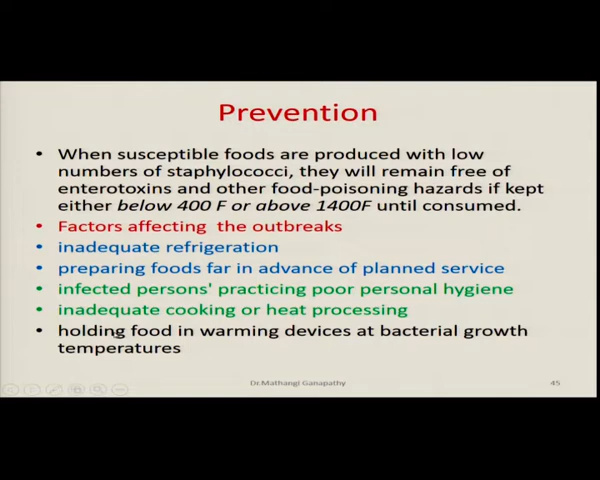 Prevention
• When susceptible foods are produced with low
numbers of staphylococci, they will remain free of
enterotoxins and other food-poisoning hazards if kept
either below 400 F or above 1400F until consumed.
• Factors affecting the outbreaks
• inadequate refrigeration
• preparing foods far in advance of planned service
• infected persons' practicing poor personal hygiene
• inadequate cooking or heat processing
• holding food in warming devices at bacterial growth
temperatures
Dr.Mathangi Ganapathy
45